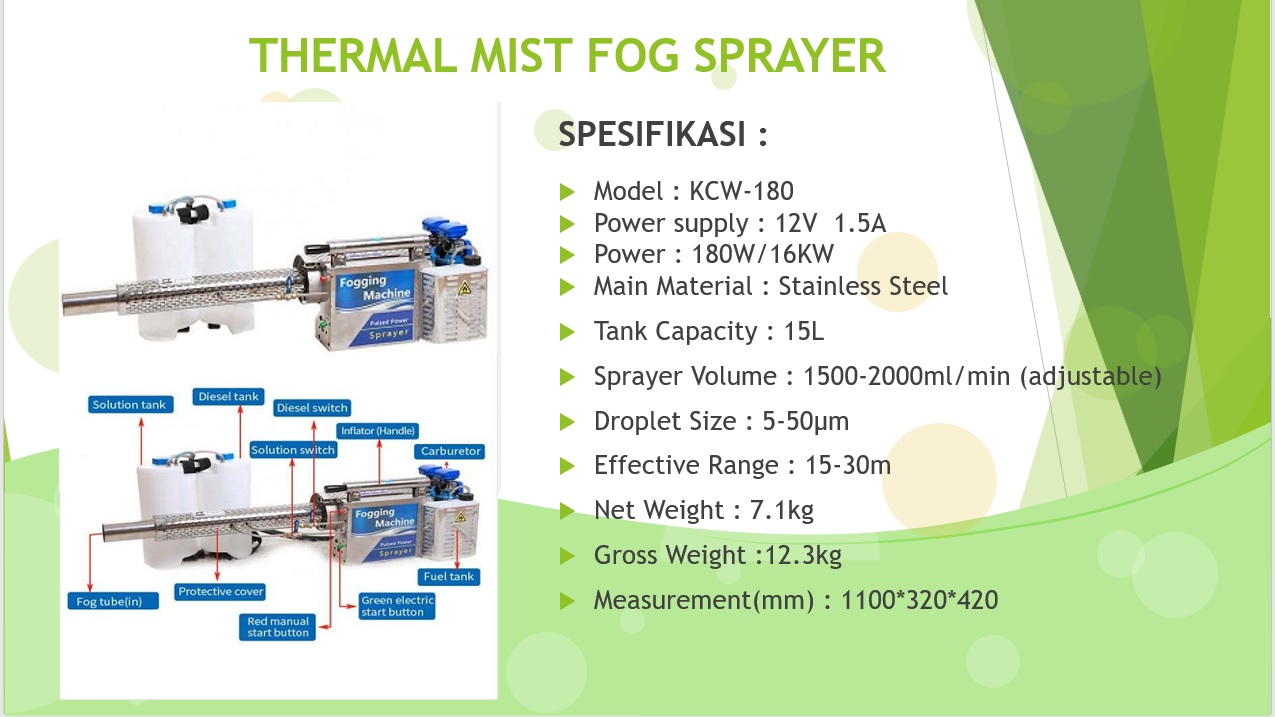 THERMAL MIST FOG SPRAYER
Fogging
Machine
Pulsed Power
Sprayer
Solution tank
Diesel tank
Diesel switch
Inflator (Handle)
Solution switch
Carburetor
Fogging
Machine
Pulsed Power
Sprayer
Fuel tank
Protective cover
Fog tube(in)
Green electric
start button
Red manual
start button
SPESIFIKASI :
Model : KCW-180
Power supply : 12V  1.5A
Power : 180W/16KW
Main Material : Stainless Steel
Tank Capacity : 15L
Sprayer Volume : 1500-2000ml/min (adjustable)
Droplet Size : 5-50µm
Effective Range : 15-30m
Net Weight : 7.1kg
Gross Weight :12.3kg
Measurement(mm) : 1100*320*420